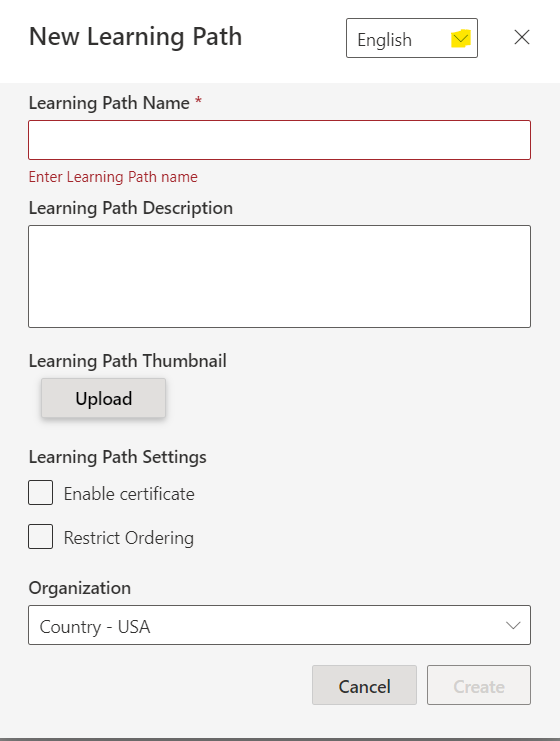 New Learning Path
English
Learning Path Name *
Enter Learning Path name
Learning Path Description
Learning Path Thumbnail
Upload
Learning Path Settings
Enable certificate
Restrict Ordering
Organization
Country - USA
Cancel
Create